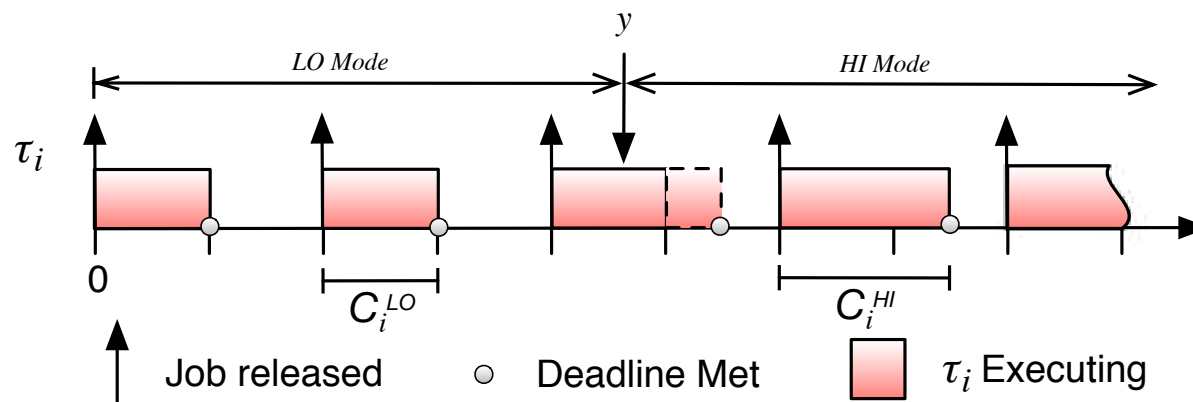 y
LO Mode HI Mode
τi
0
CiLO CiHI
Job released Deadline Met τi Executing